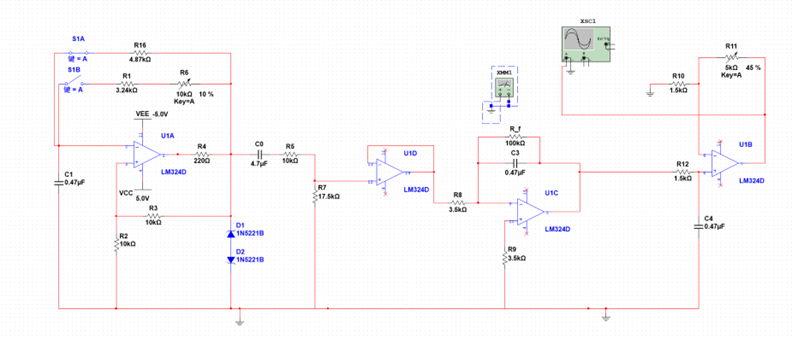 S1A
键 = A
R16
4.87kΩ
S1B
键 = A
R1
3.24kΩ
R6
10kΩ
Key=A
10 %
VEE -5.0V
U1A
LM324D
VCC
5.0V
R4
220Ω
C1
0.47µF
R3
10kΩ
R2
10kΩ
D1
1N5221B
D2
1N5221B
C0
4.7µF
R5
10kΩ
R7
17.5kΩ
U1D
LM324D
XMM1
R_f
100kΩ
C3
0.47µF
R8
3.5kΩ
U1C
LM324D
R9
3.5kΩ
XSC1
R11
5kΩ
Key=A
45 %
R10
1.5kΩ
R12
1.5kΩ
U1B
LM324D
C4
0.47µF